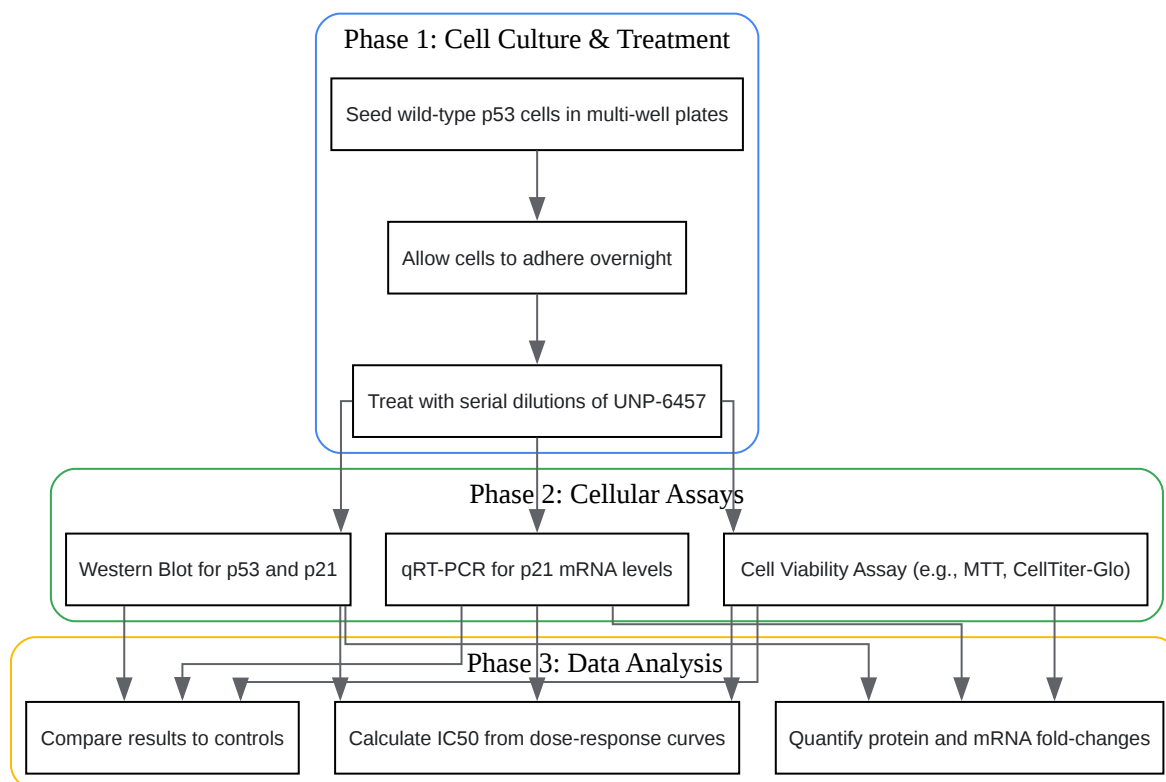 Phase 1: Cell Culture & Treatment
Seed wild-type p53 cells in multi-well plates
Allow cells to adhere overnight
Treat with serial dilutions of UNP-6457
Phase 2: Cellular Assays
Western Blot for p53 and p21
qRT-PCR for p21 mRNA levels
Cell Viability Assay (e.g., MTT, CellTiter-Glo)
Phase 3: Data Analysis
Compare results to controls
Calculate IC50 from dose-response curves
Quantify protein and mRNA fold-changes